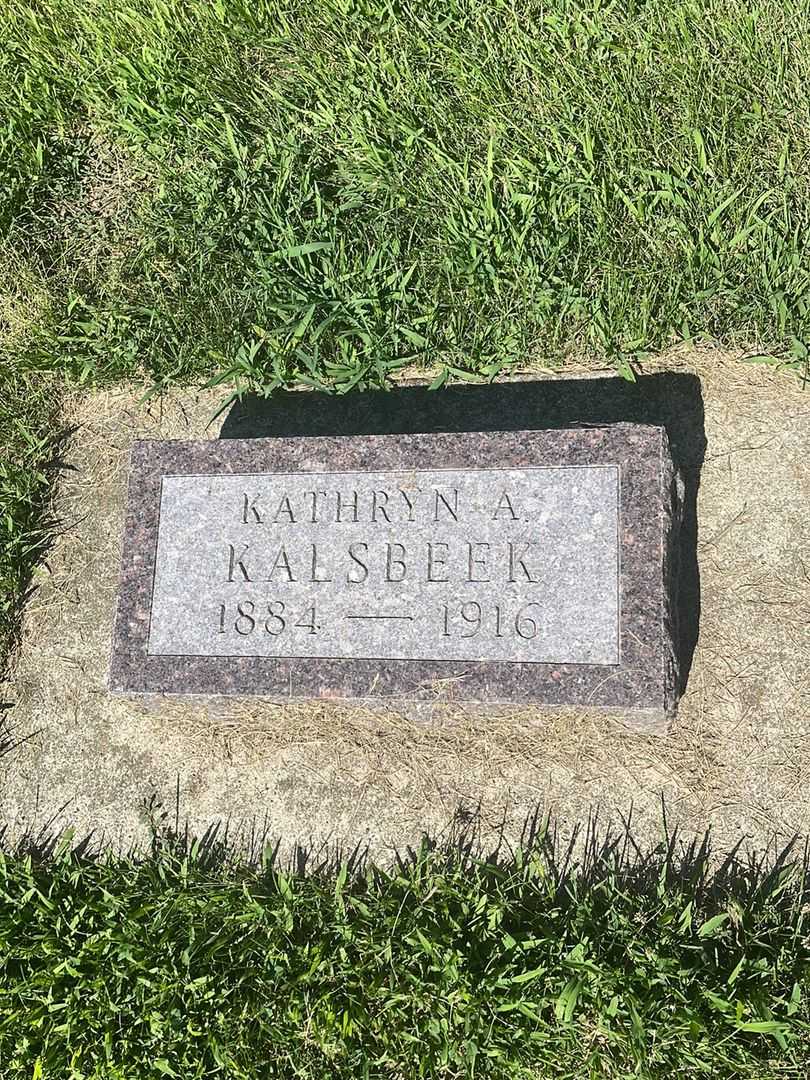 KATHRYN A.
KALSBEEK
1884 — 1916